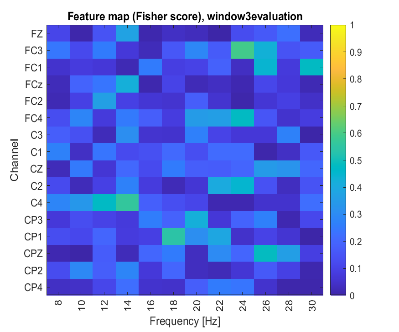 Feature map (Fisher score), window3evaluation
Channel
FZ
FC3
FC1
FCz
FC2
FC4
C3
C1
CZ
C2
C4
CP3
CP1
CPZ
CP2
CP4
8 10 12 14 16 18 20 22 24 26 28 30
Frequency [Hz]
1
0.9
0.8
0.7
0.6
0.5
0.4
0.3
0.2
0.1
0